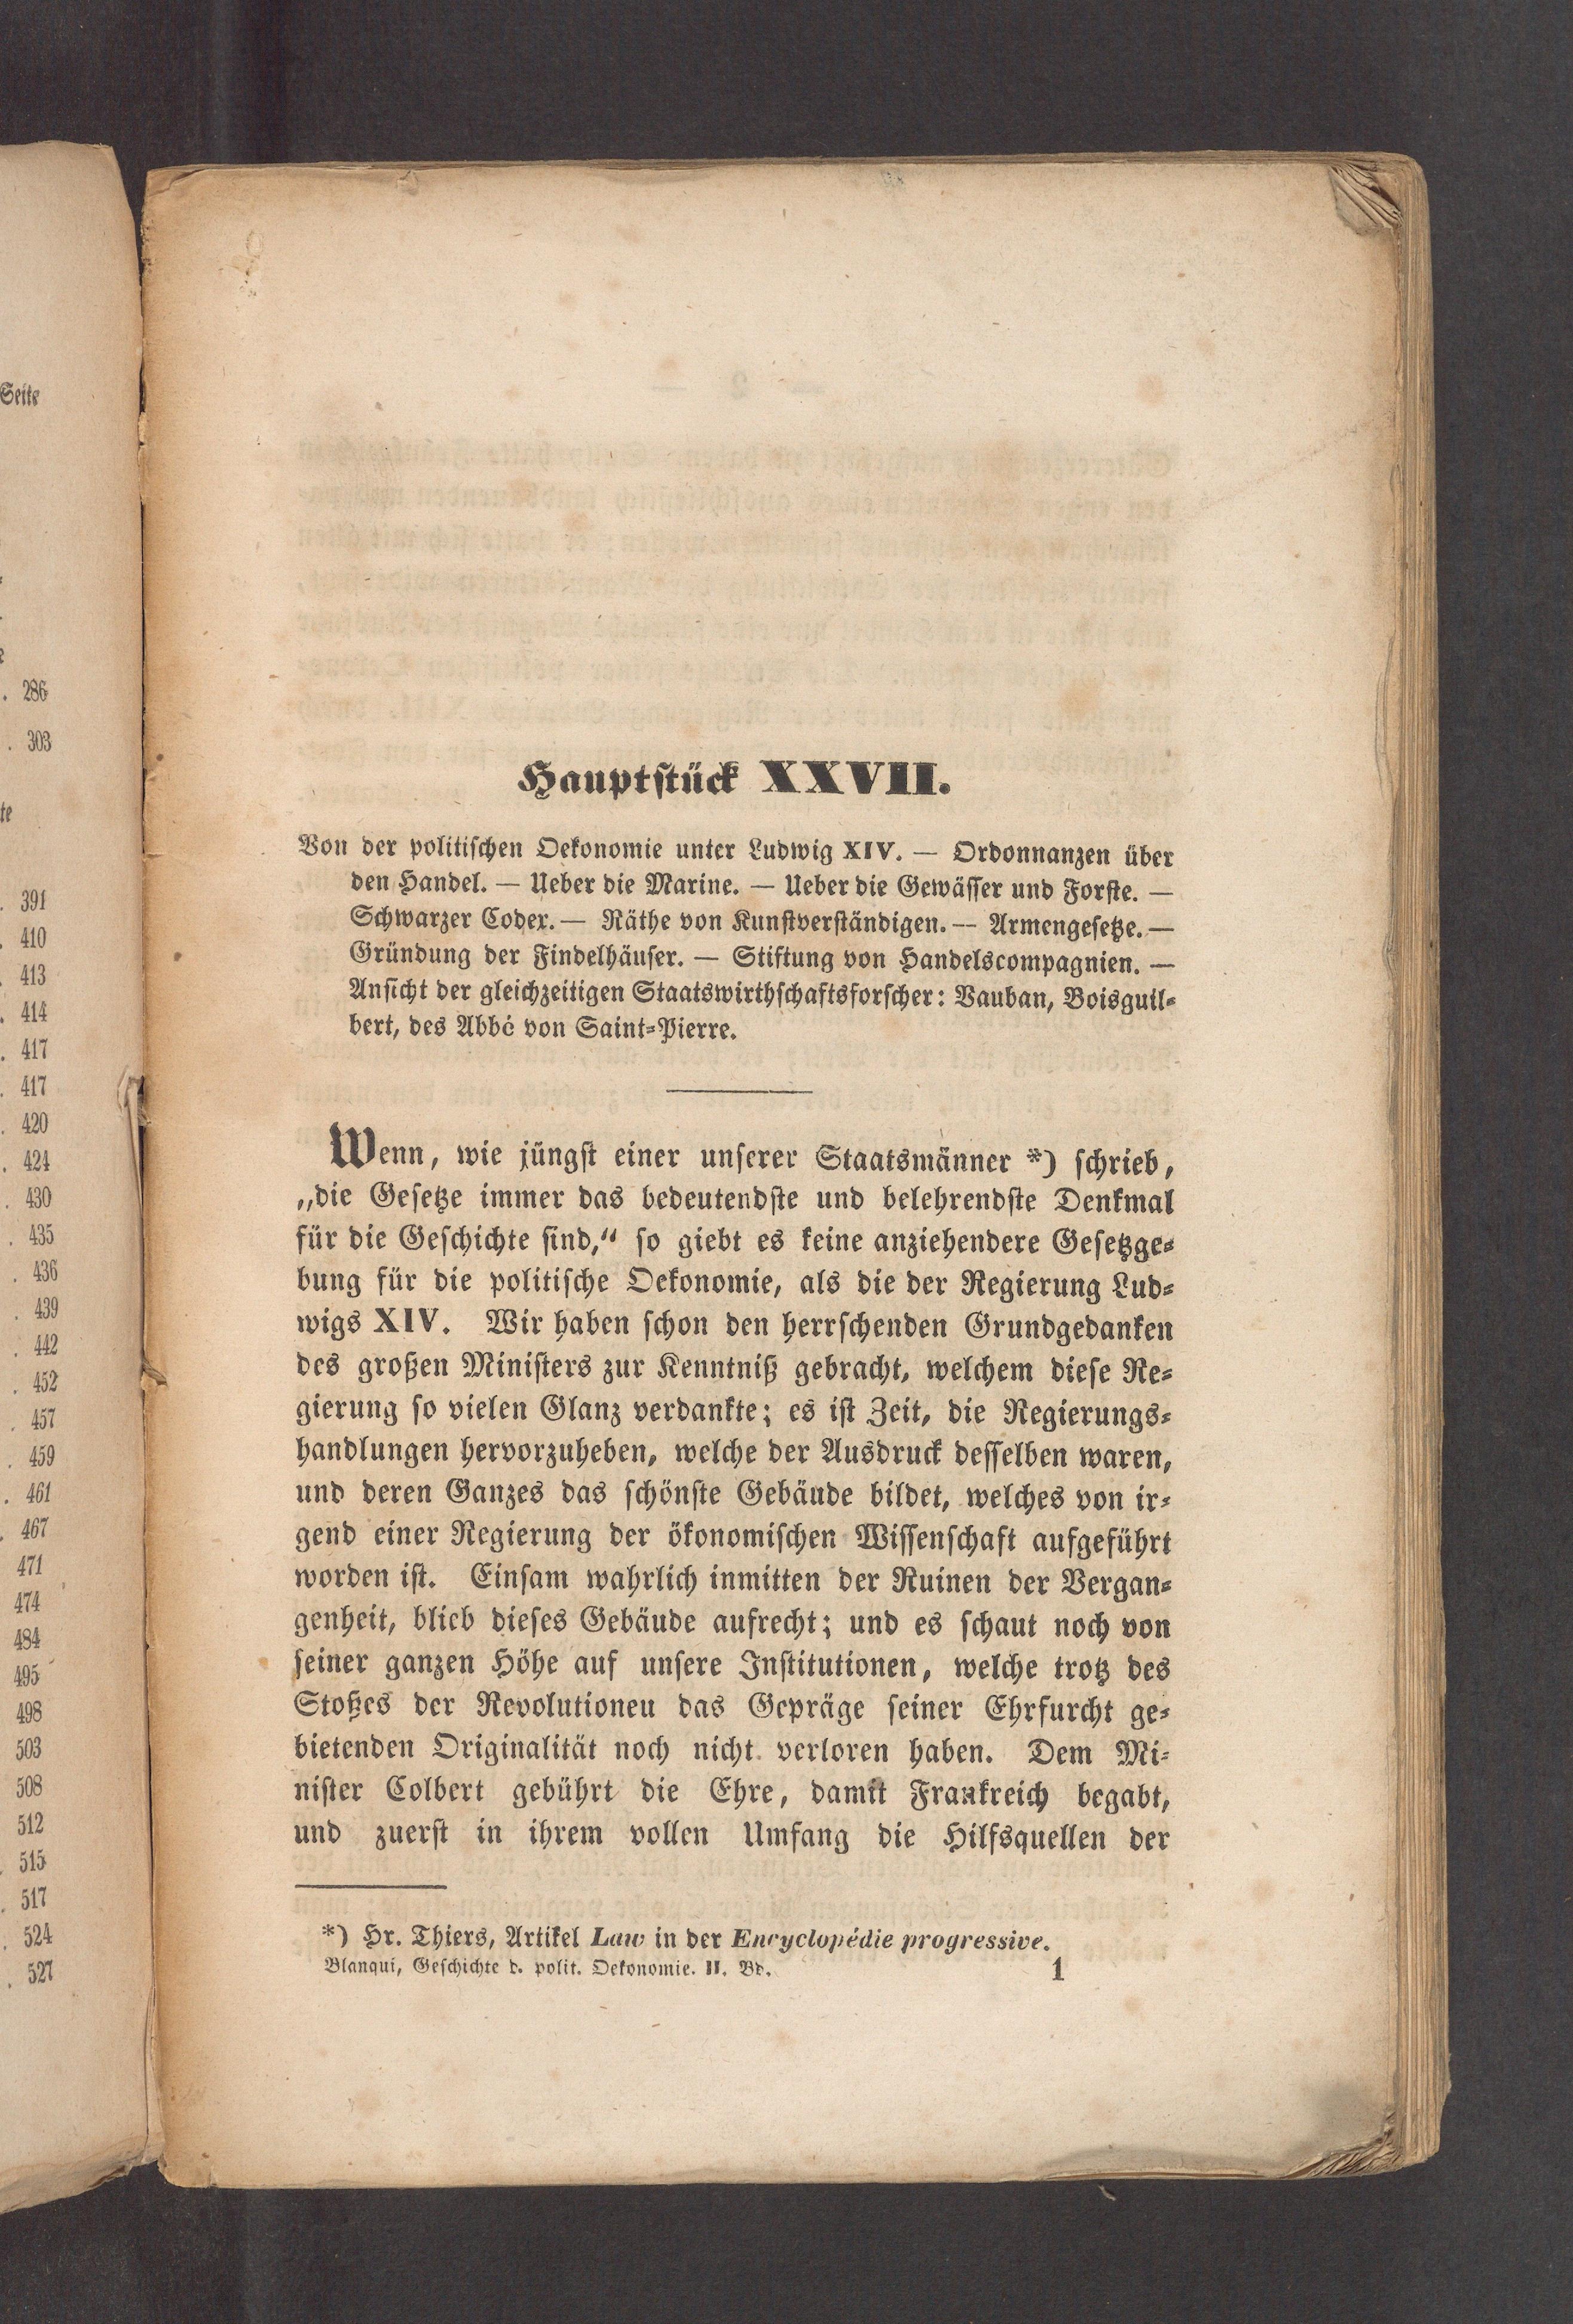 Seite
286
303
te
391
410
413
414
417
417
420
424
430
435
436
439
442
452
457
459
461
467
471
474
484
495
498
503
508
512
515
517
524
527
Hauptstück XXVII.
Von der politischen Oekonomie unter Ludwig XIV. — Ordonnanzen über
den Handel. — Ueber die Marine. — Ueber die Gewässer und Forste. —
Schwarzer Codex. — Räthe von Kunstverständigen. — Armengesetze. —
Gründung der Findelhäuser. — Stiftung von Handelscompagnien. —
Ansicht der gleichzeitigen Staatswirthschaftsforscher: Vauban, Boisguil-
bert, des Abbé von Saint-Pierre.
Wenn, wie jüngst einer unserer Staatsmänner *) schrieb,
„die Gesetze immer das bedeutendste und belehrendste Denkmal
für die Geschichte sind,“ so giebt es keine anziehendere Gesetzge-
bung für die politische Oekonomie, als die der Regierung Lud-
wigs XIV. Wir haben schon den herrschenden Grundgedanken
des großen Ministers zur Kenntniß gebracht, welchem diese Re-
gierung so vielen Glanz verdankte; es ist Zeit, die Regierungs-
handlungen hervorzuheben, welche der Ausdruck desselben waren,
und deren Ganzes das schönste Gebäude bildet, welches von ir-
gend einer Regierung der ökonomischen Wissenschaft aufgeführt
worden ist. Einsam wahrlich inmitten der Ruinen der Vergan-
genheit, blieb dieses Gebäude aufrecht; und es schaut noch von
seiner ganzen Höhe auf unsere Institutionen, welche trotz des
Stoßes der Revolutioneu das Gepräge seiner Ehrfurcht ge-
bietenden Originalität noch nicht verloren haben. Dem Mi-
nister Colbert gebührt die Ehre, damit Frankreich begabt,
und zuerst in ihrem vollen Umfang die Hilfsquellen der
*) Hr. Thiers, Artikel Law in der Encyclopédie progressive.
Blanqui, Geschichte d. polit. Oekonomie. II. Bd. 1